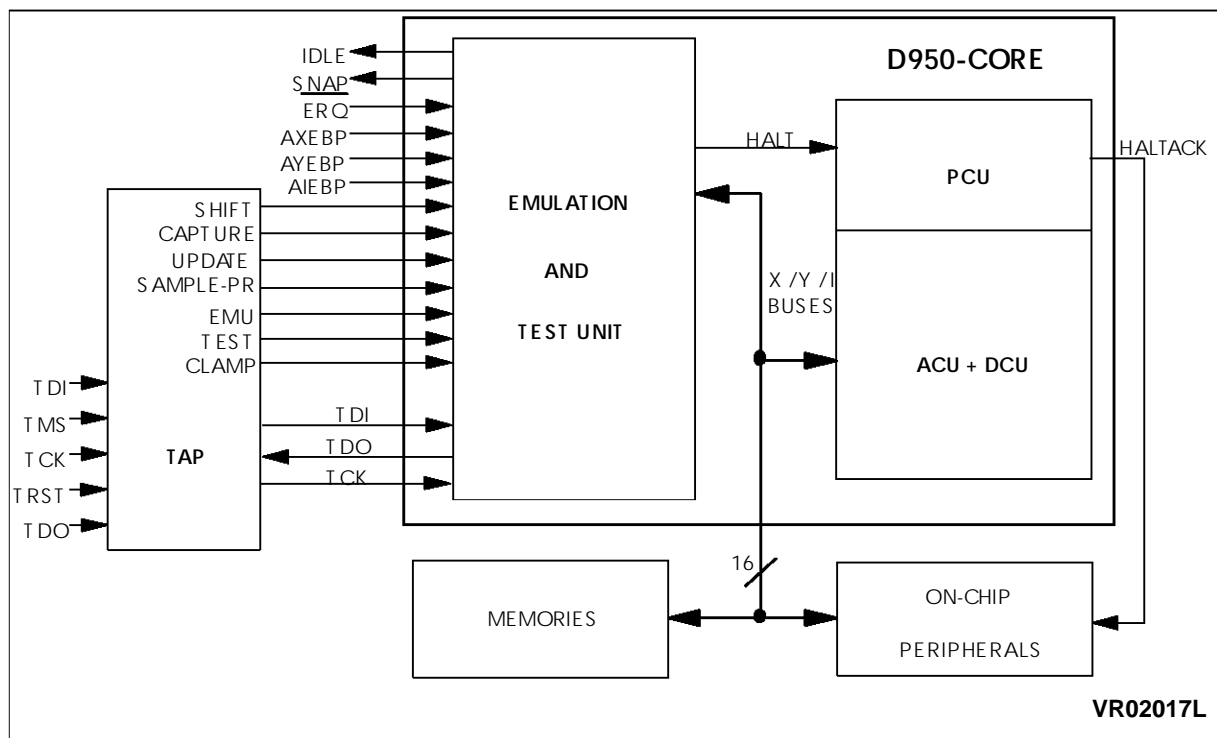 D950-CORE
IDLE
SNAP
ERQ
AXEBP
AYEBP
AIEBP
SHIFT
CAPTURE
UPDATE
SAMPLE-PR
EMU
TEST
CLAMP
TDI
TMS
TCK
TRST
TDO
TAP
TDI
TDO
TCK
EMULATION
AND
TEST UNIT
HALT
PCU
HALTACK
X /Y /I
BUSES
ACU + DCU
16
MEMORIES
ON-CHIP
PERIPHERALS
VR02017L